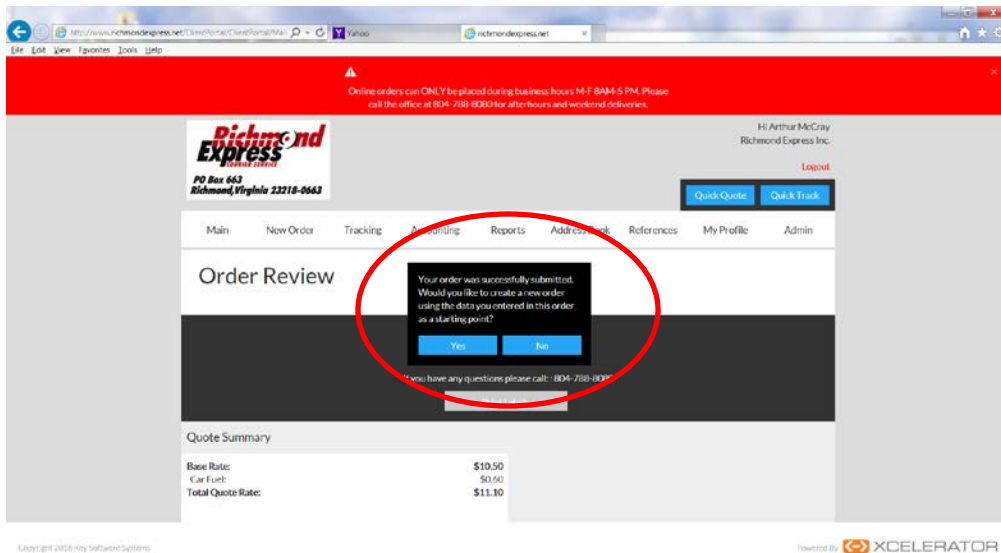 http://www.richmondexpress.net/ClientPortal/ClientPortal/Mai
Yahoo
richmondexpress.net
File Edit View Favorites Tools Help
Online orders can ONLY be placed during business hours M-F 8AM-5 PM. Please
call the office at 804-788-8080 for afterhours and weekend deliveries.
Richmond
Express
COURIER SERVICE
PO Box 663
Richmond, Virginia 23218-0663
Hi Arthur McCray
Richmond Express Inc.
Logout
Quick Quote Quick Track
Main New Order Tracking Accounting Reports Address Book References My Profile Admin
Order Review
Your order was successfully submitted.
Would you like to create a new order
using the data you entered in this order
as a starting point?
Yes No
you have any questions please call: : 804-788-8080
Quote Summary
Base Rate: $10.50
Car Fuel: $0.60
Total Quote Rate: $11.10
Copyright 2016 Key Software Systems
Powered By XCELERATOR